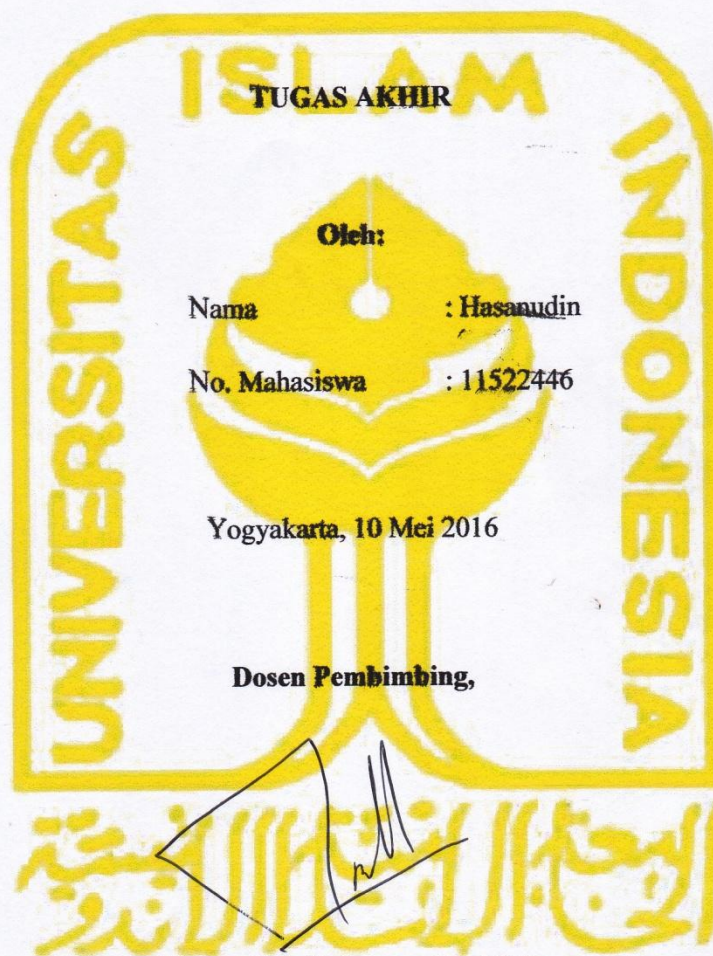 ISLAM
UNIVERSITAS
INDONESIA
TUGAS AKHIR
Oleh:
Nama : Hasanudin
No. Mahasiswa : 11522446
Yogyakarta, 10 Mei 2016
Dosen Pembimbing,